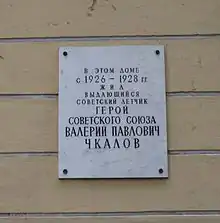 В ЭТОМ ДОМЕ
С 1926 – 1928 ГГ.
ЖИЛ
ВЫДАЮЩИЙСЯ
СОВЕТСКИЙ ЛЕТЧИК
ГЕРОЙ
СОВЕТСКОГО СОЮЗА
ВАЛЕРИЙ ПАВЛОВИЧ
ЧКАЛОВ